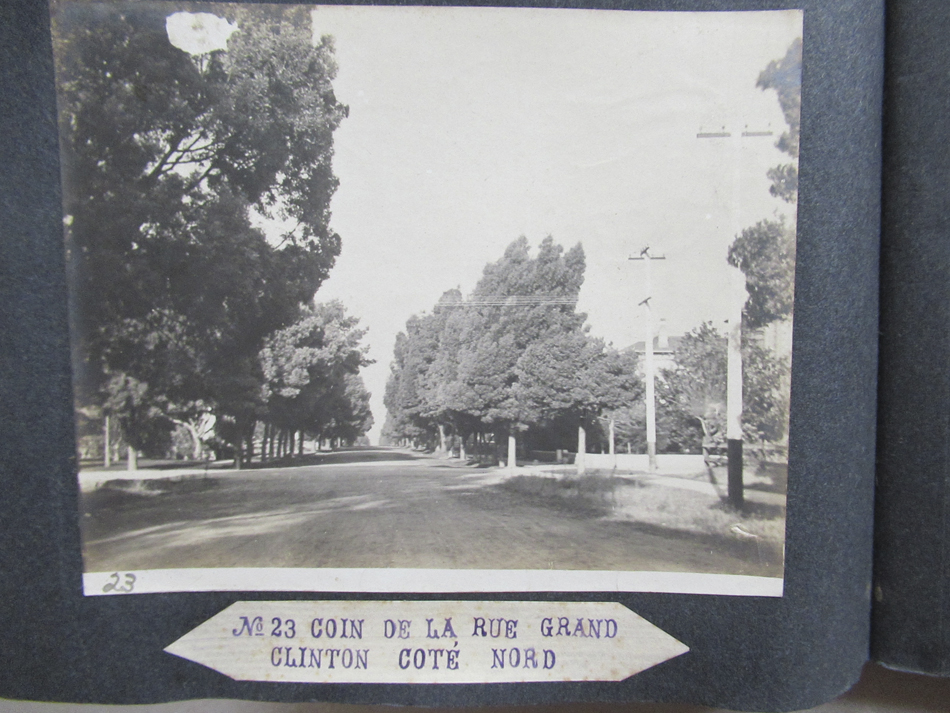 23
№ 23 COIN DE LA RUE GRAND
CLINTON COTÉ NORD